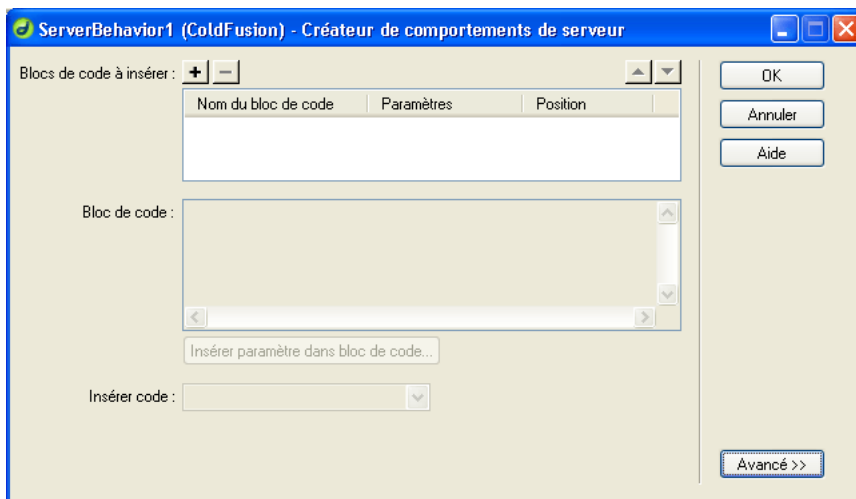 ServerBehavior1 (ColdFusion) - Créateur de comportements de serveur
Blocs de code à insérer :
Nom du bloc de code Paramètres Position
Bloc de code :
Insérer paramètre dans bloc de code...
Insérer code :
OK
Annuler
Aide
Avancé >>